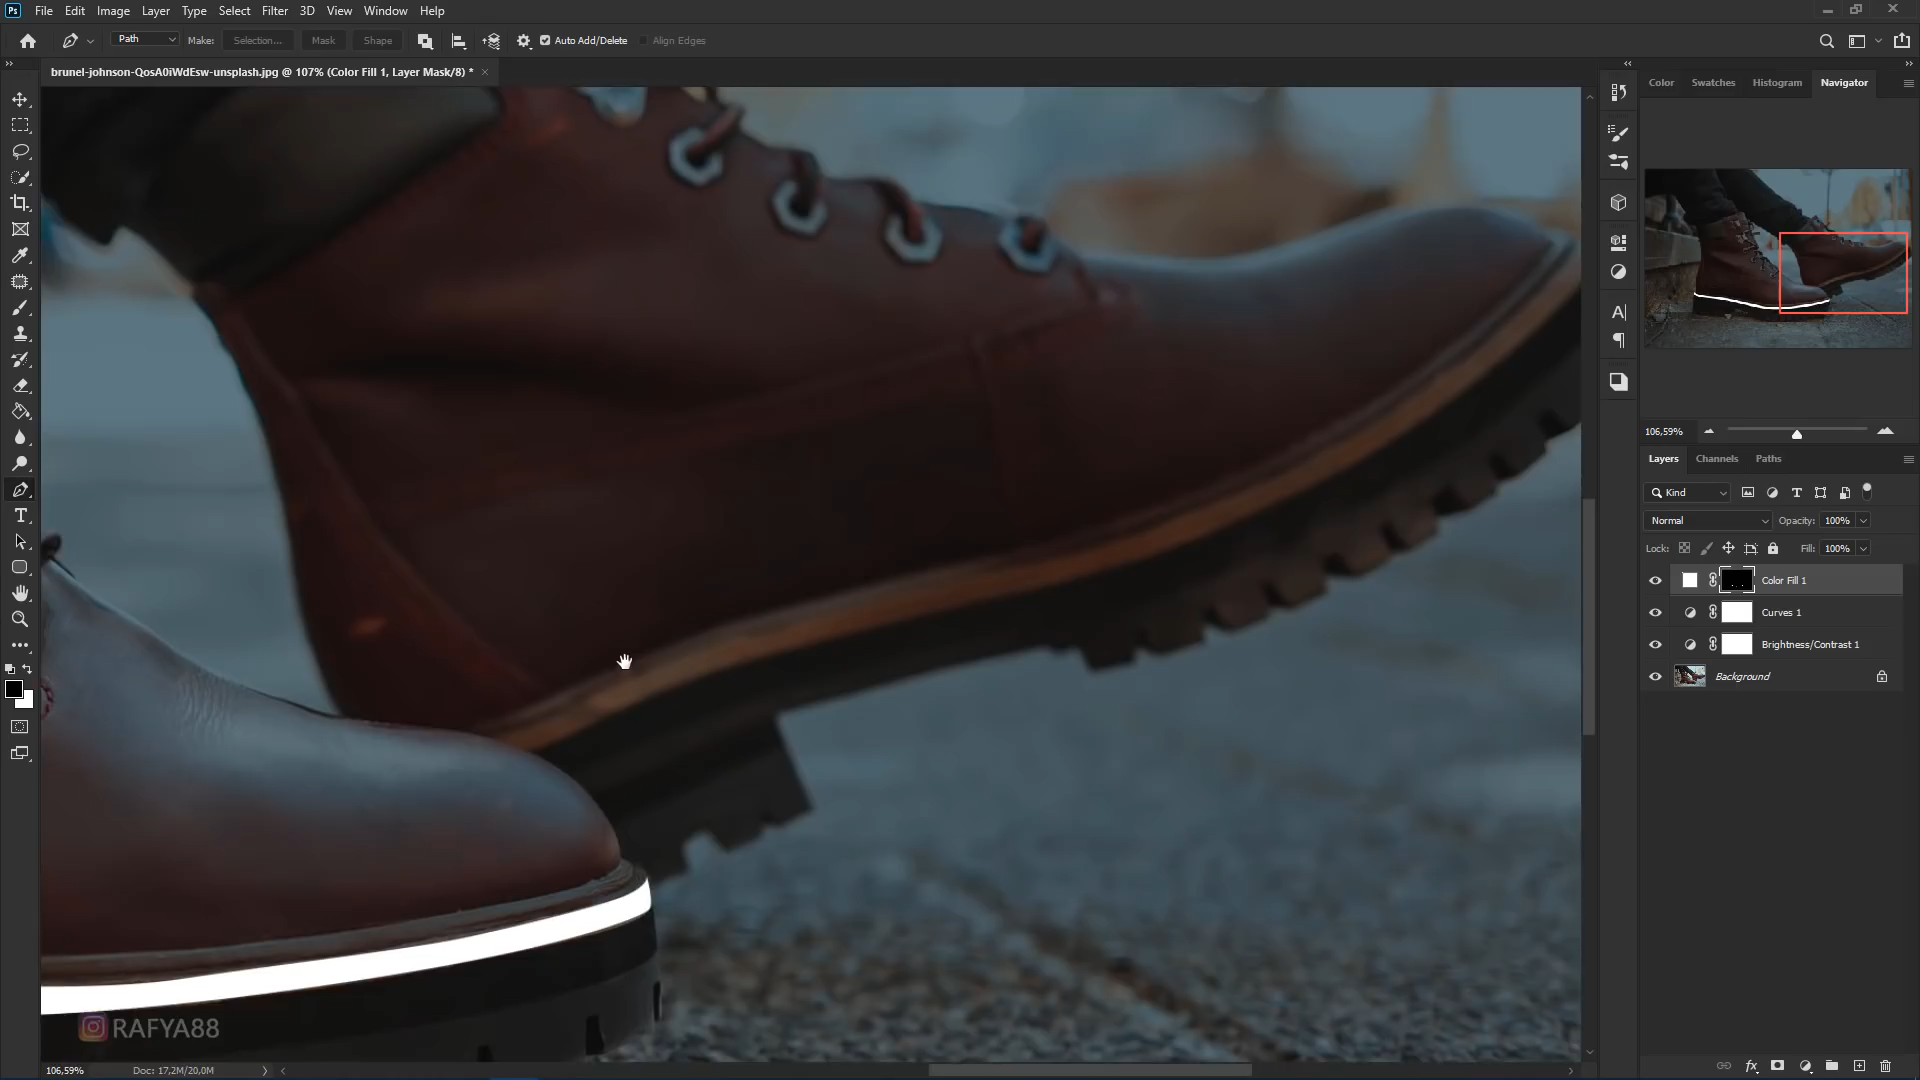 Ps File Edit Image Layer Type Select Filter 3D View Window Help
Path Make: Selection... Mask Shape Auto Add/Delete Align Edges
brunel-johnson-QosA0iWdEsw-unsplash.jpg @ 107% (Color Fill 1, Layer Mask/8) *
Color Swatches Histogram Navigator
106,59%
Layers Channels Paths
Kind
Normal Opacity: 100%
Lock: Fill: 100%
Color Fill 1
Curves 1
Brightness/Contrast 1
Background
RAFYA88
106,59% Doc: 17,2M/20,0M